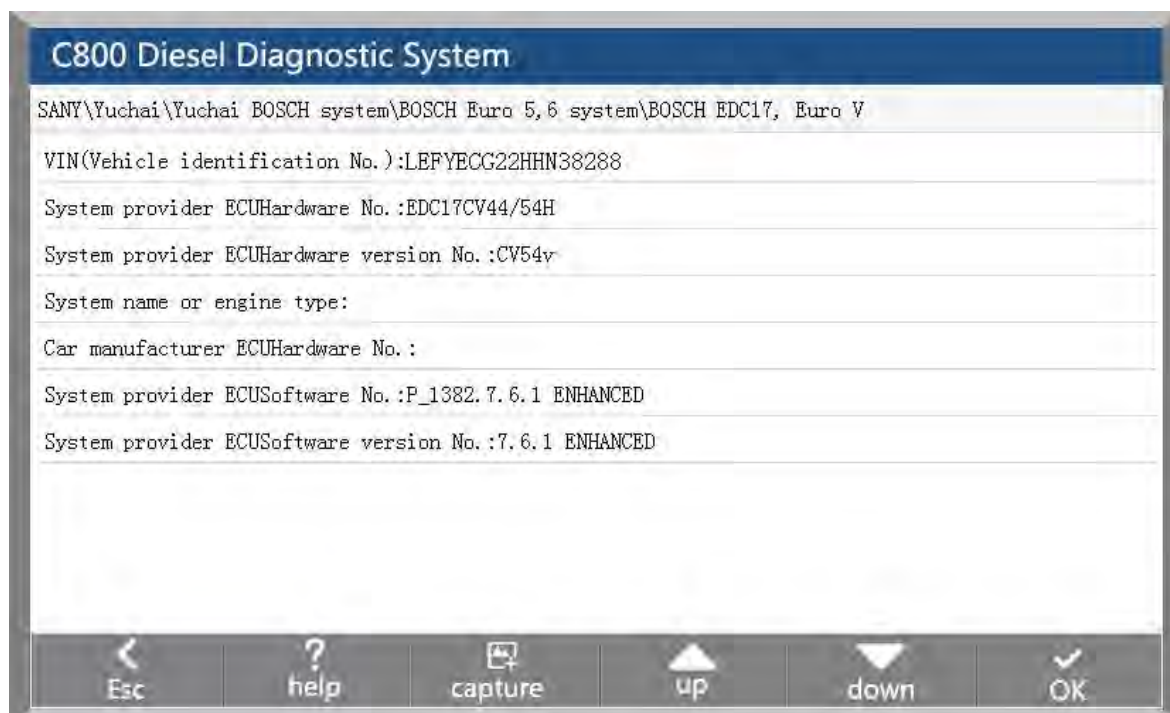 C800 Diesel Diagnostic System
SANY\Yuchai\Yuchai BOSCH system\BOSCH Euro 5,6 system\BOSCH EDC17, Euro V
VIN(Vehicle identification No.):LEFYECG22HHN38288
System provider ECUHardware No.:EDC17CV44/54H
System provider ECUHardware version No.:CV54v
System name or engine type:
Car manufacturer ECUHardware No.:
System provider ECUSoftware No.:P_1382.7.6.1 ENHANCED
System provider ECUSoftware version No.:7.6.1 ENHANCED
Esc help capture up down OK